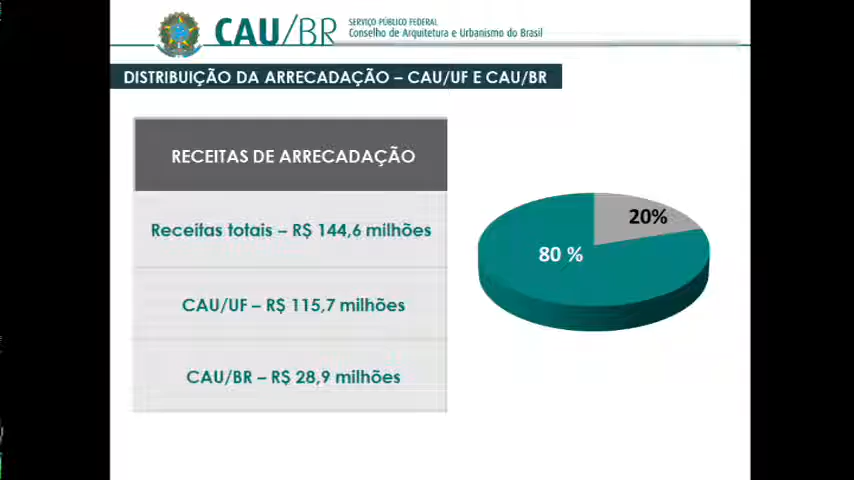 CAU/BR
SERVIÇO PÚBLICO FEDERAL
Conselho de Arquitetura e Urbanismo do Brasil
DISTRIBUIÇÃO DA ARRECADAÇÃO – CAU/UF E CAU/BR
RECEITAS DE ARRECADAÇÃO
Receitas totais – R$ 144,6 milhões
CAU/UF – R$ 115,7 milhões
CAU/BR – R$ 28,9 milhões
20%
80 %